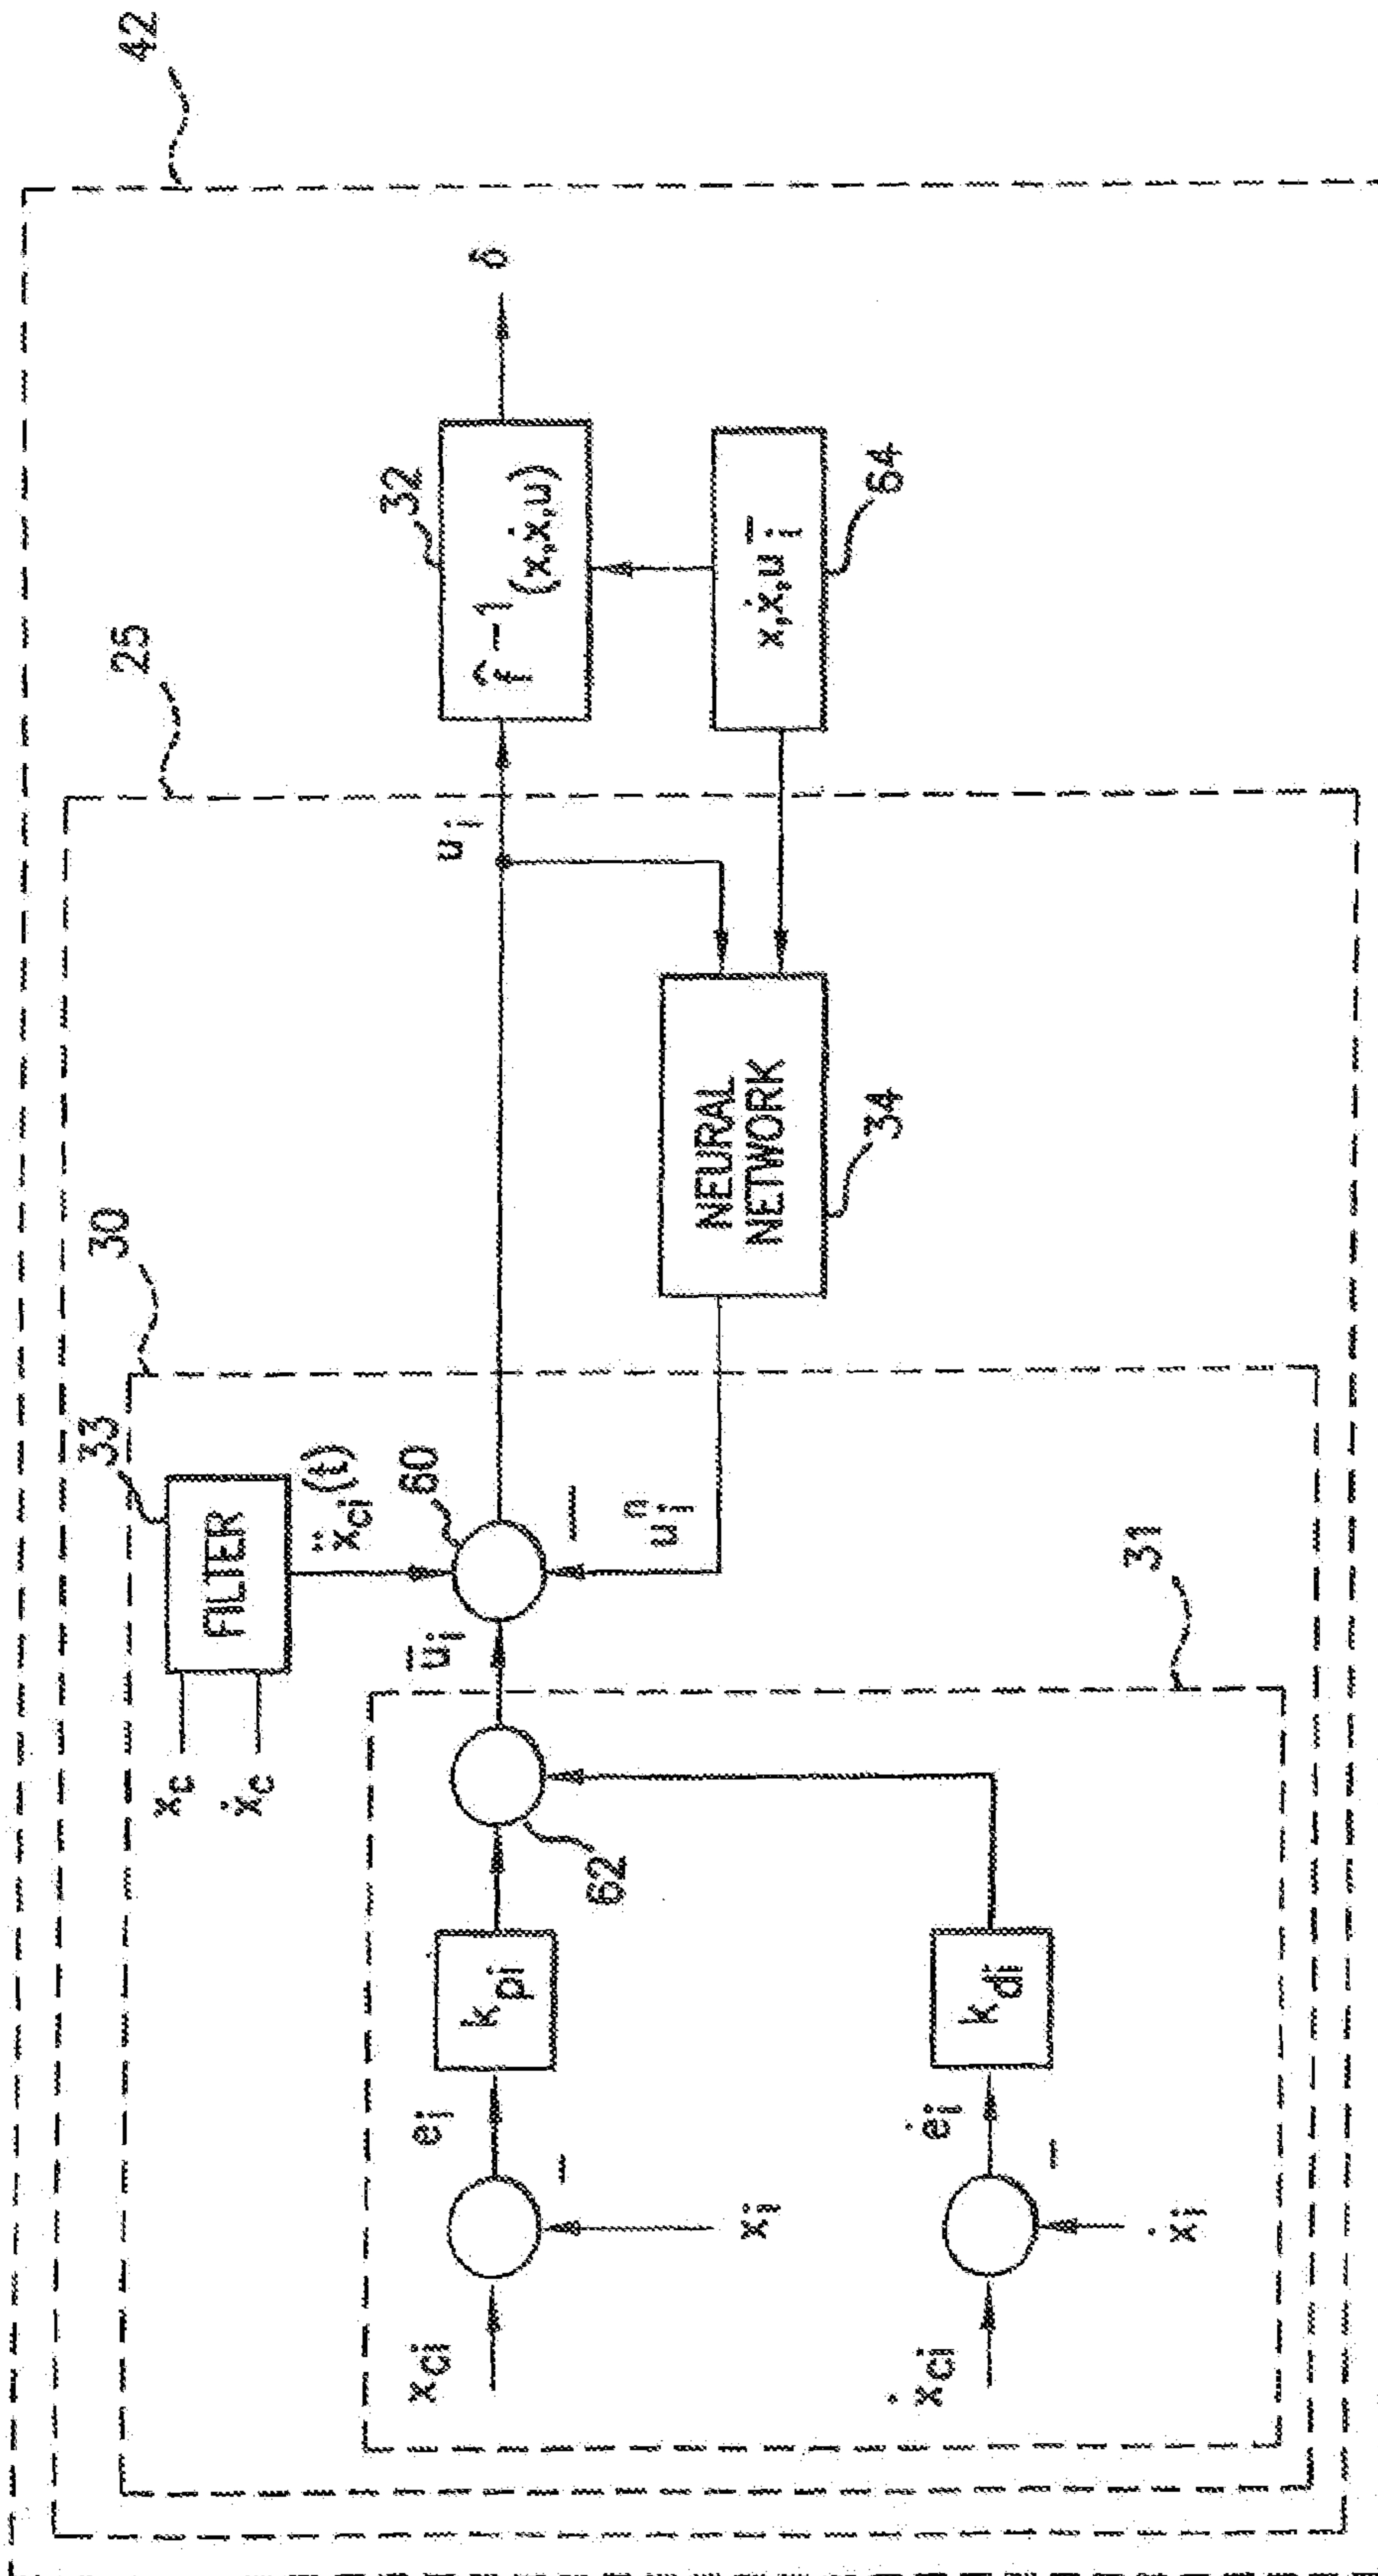 42
25
30
33
FILTER
x_c
ẋ_c
ẍ_ci(t)
60
ū_i
u_i
32
f̂⁻¹(x,ẋ,u)
δ
x,ẋ,u_i̅
64
NEURAL
NETWORK
34
u_i^n
−
31
62
x_ci
e_i
k_pi
−
x_i
ẋ_ci
ė_i
k_di
−
ẋ_i